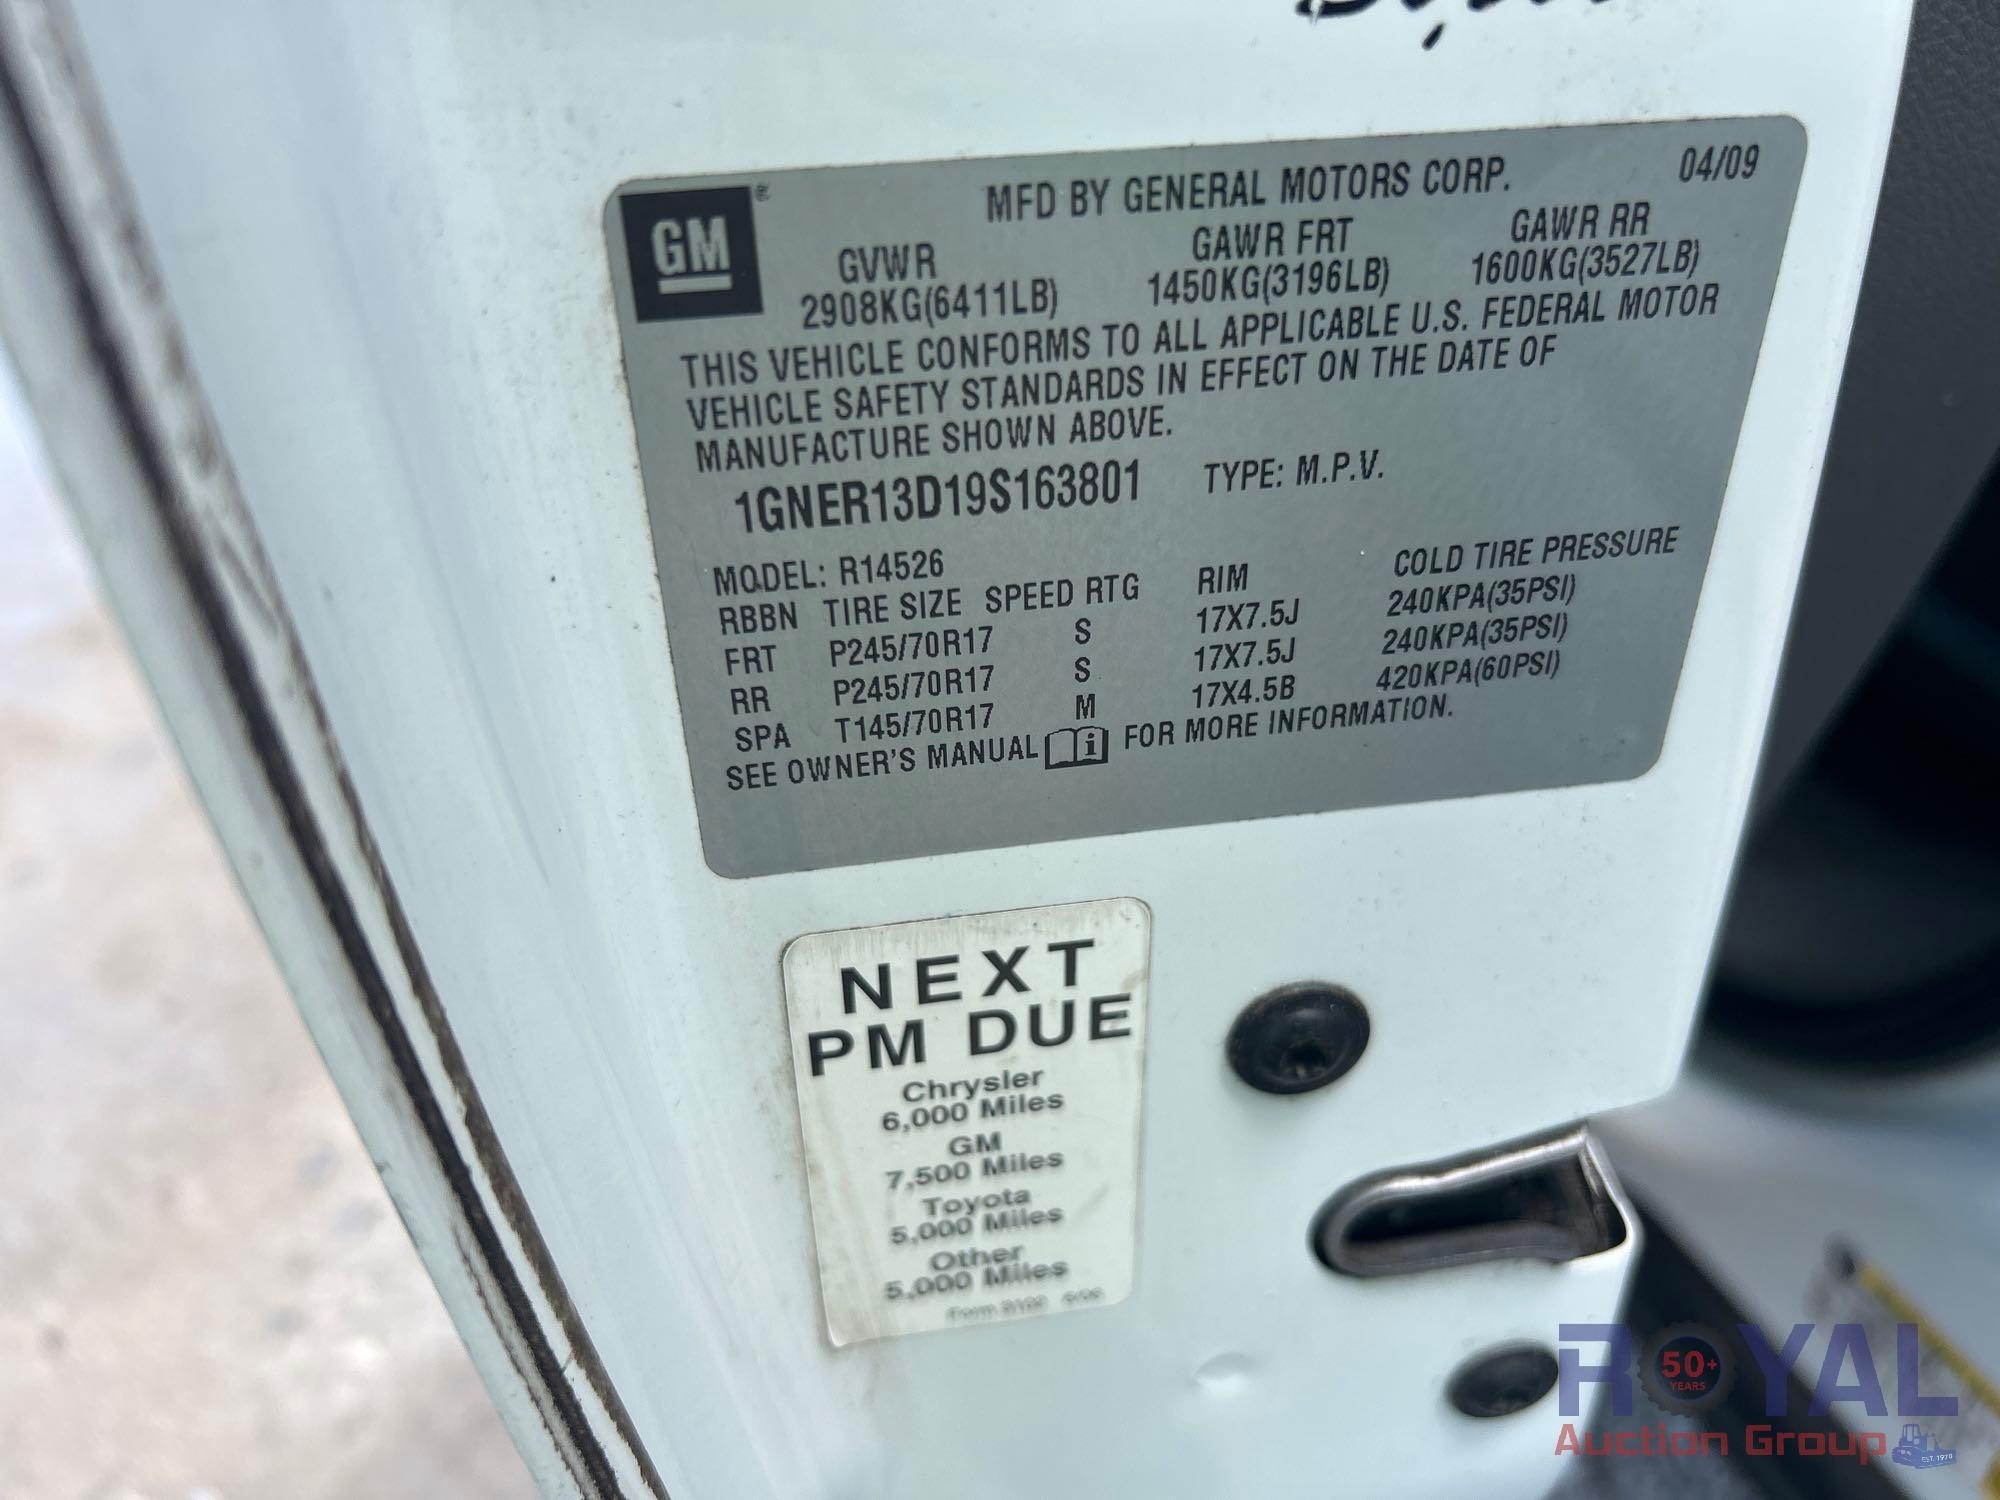 GM ®
MFD BY GENERAL MOTORS CORP. 04/09
GVWR GAWR FRT GAWR RR
2908KG(6411LB) 1450KG(3196LB) 1600KG(3527LB)
THIS VEHICLE CONFORMS TO ALL APPLICABLE U.S. FEDERAL MOTOR
VEHICLE SAFETY STANDARDS IN EFFECT ON THE DATE OF
MANUFACTURE SHOWN ABOVE.
1GNER13D19S163801 TYPE: M.P.V.
MODEL: R14526
RBBN TIRE SIZE SPEED RTG RIM COLD TIRE PRESSURE
FRT P245/70R17 S 17X7.5J 240KPA(35PSI)
RR P245/70R17 S 17X7.5J 240KPA(35PSI)
SPA T145/70R17 M 17X4.5B 420KPA(60PSI)
SEE OWNER'S MANUAL i FOR MORE INFORMATION.
NEXT
PM DUE
Chrysler
6,000 Miles
GM
7,500 Miles
Toyota
5,000 Miles
Other
5,000 Miles
Form
ROYAL
50+
YEARS
Auction Group
EST. 1970